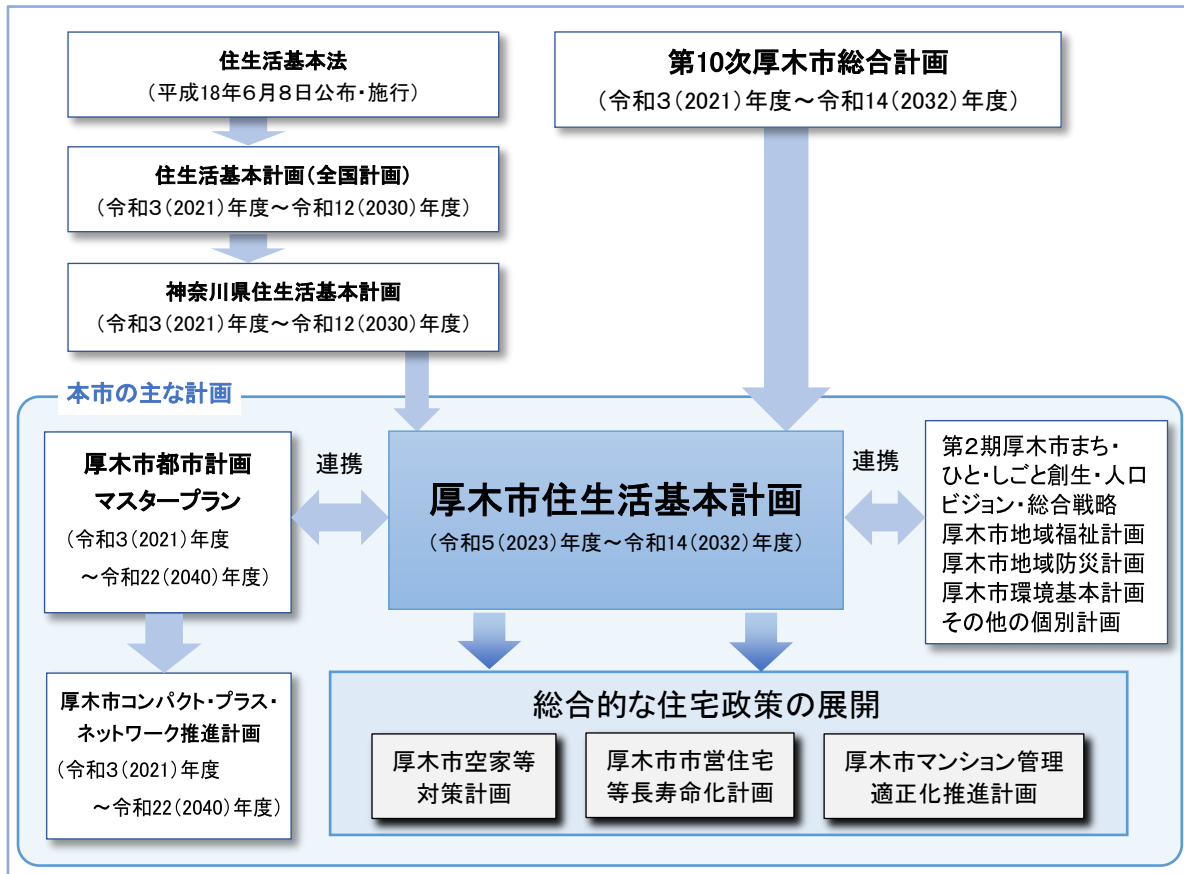 住生活基本法
（平成18年６月８日公布・施行）
住生活基本計画（全国計画）
（令和３（2021）年度～令和12（2030）年度）
神奈川県住生活基本計画
（令和３（2021）年度～令和12（2030）年度）
第10次厚木市総合計画
（令和３（2021）年度～令和14（2032）年度）
本市の主な計画
厚木市都市計画
マスタープラン
（令和３（2021）年度
～令和22（2040）年度）
連携
厚木市住生活基本計画
（令和５（2023）年度～令和14（2032）年度）
連携
第２期厚木市まち・
ひと・しごと創生・人口
ビジョン・総合戦略
厚木市地域福祉計画
厚木市地域防災計画
厚木市環境基本計画
その他の個別計画
厚木市コンパクト・プラス・
ネットワーク推進計画
（令和３（2021）年度
～令和22（2040）年度）
総合的な住宅政策の展開
厚木市空家等
対策計画
厚木市市営住宅
等長寿命化計画
厚木市マンション管理
適正化推進計画